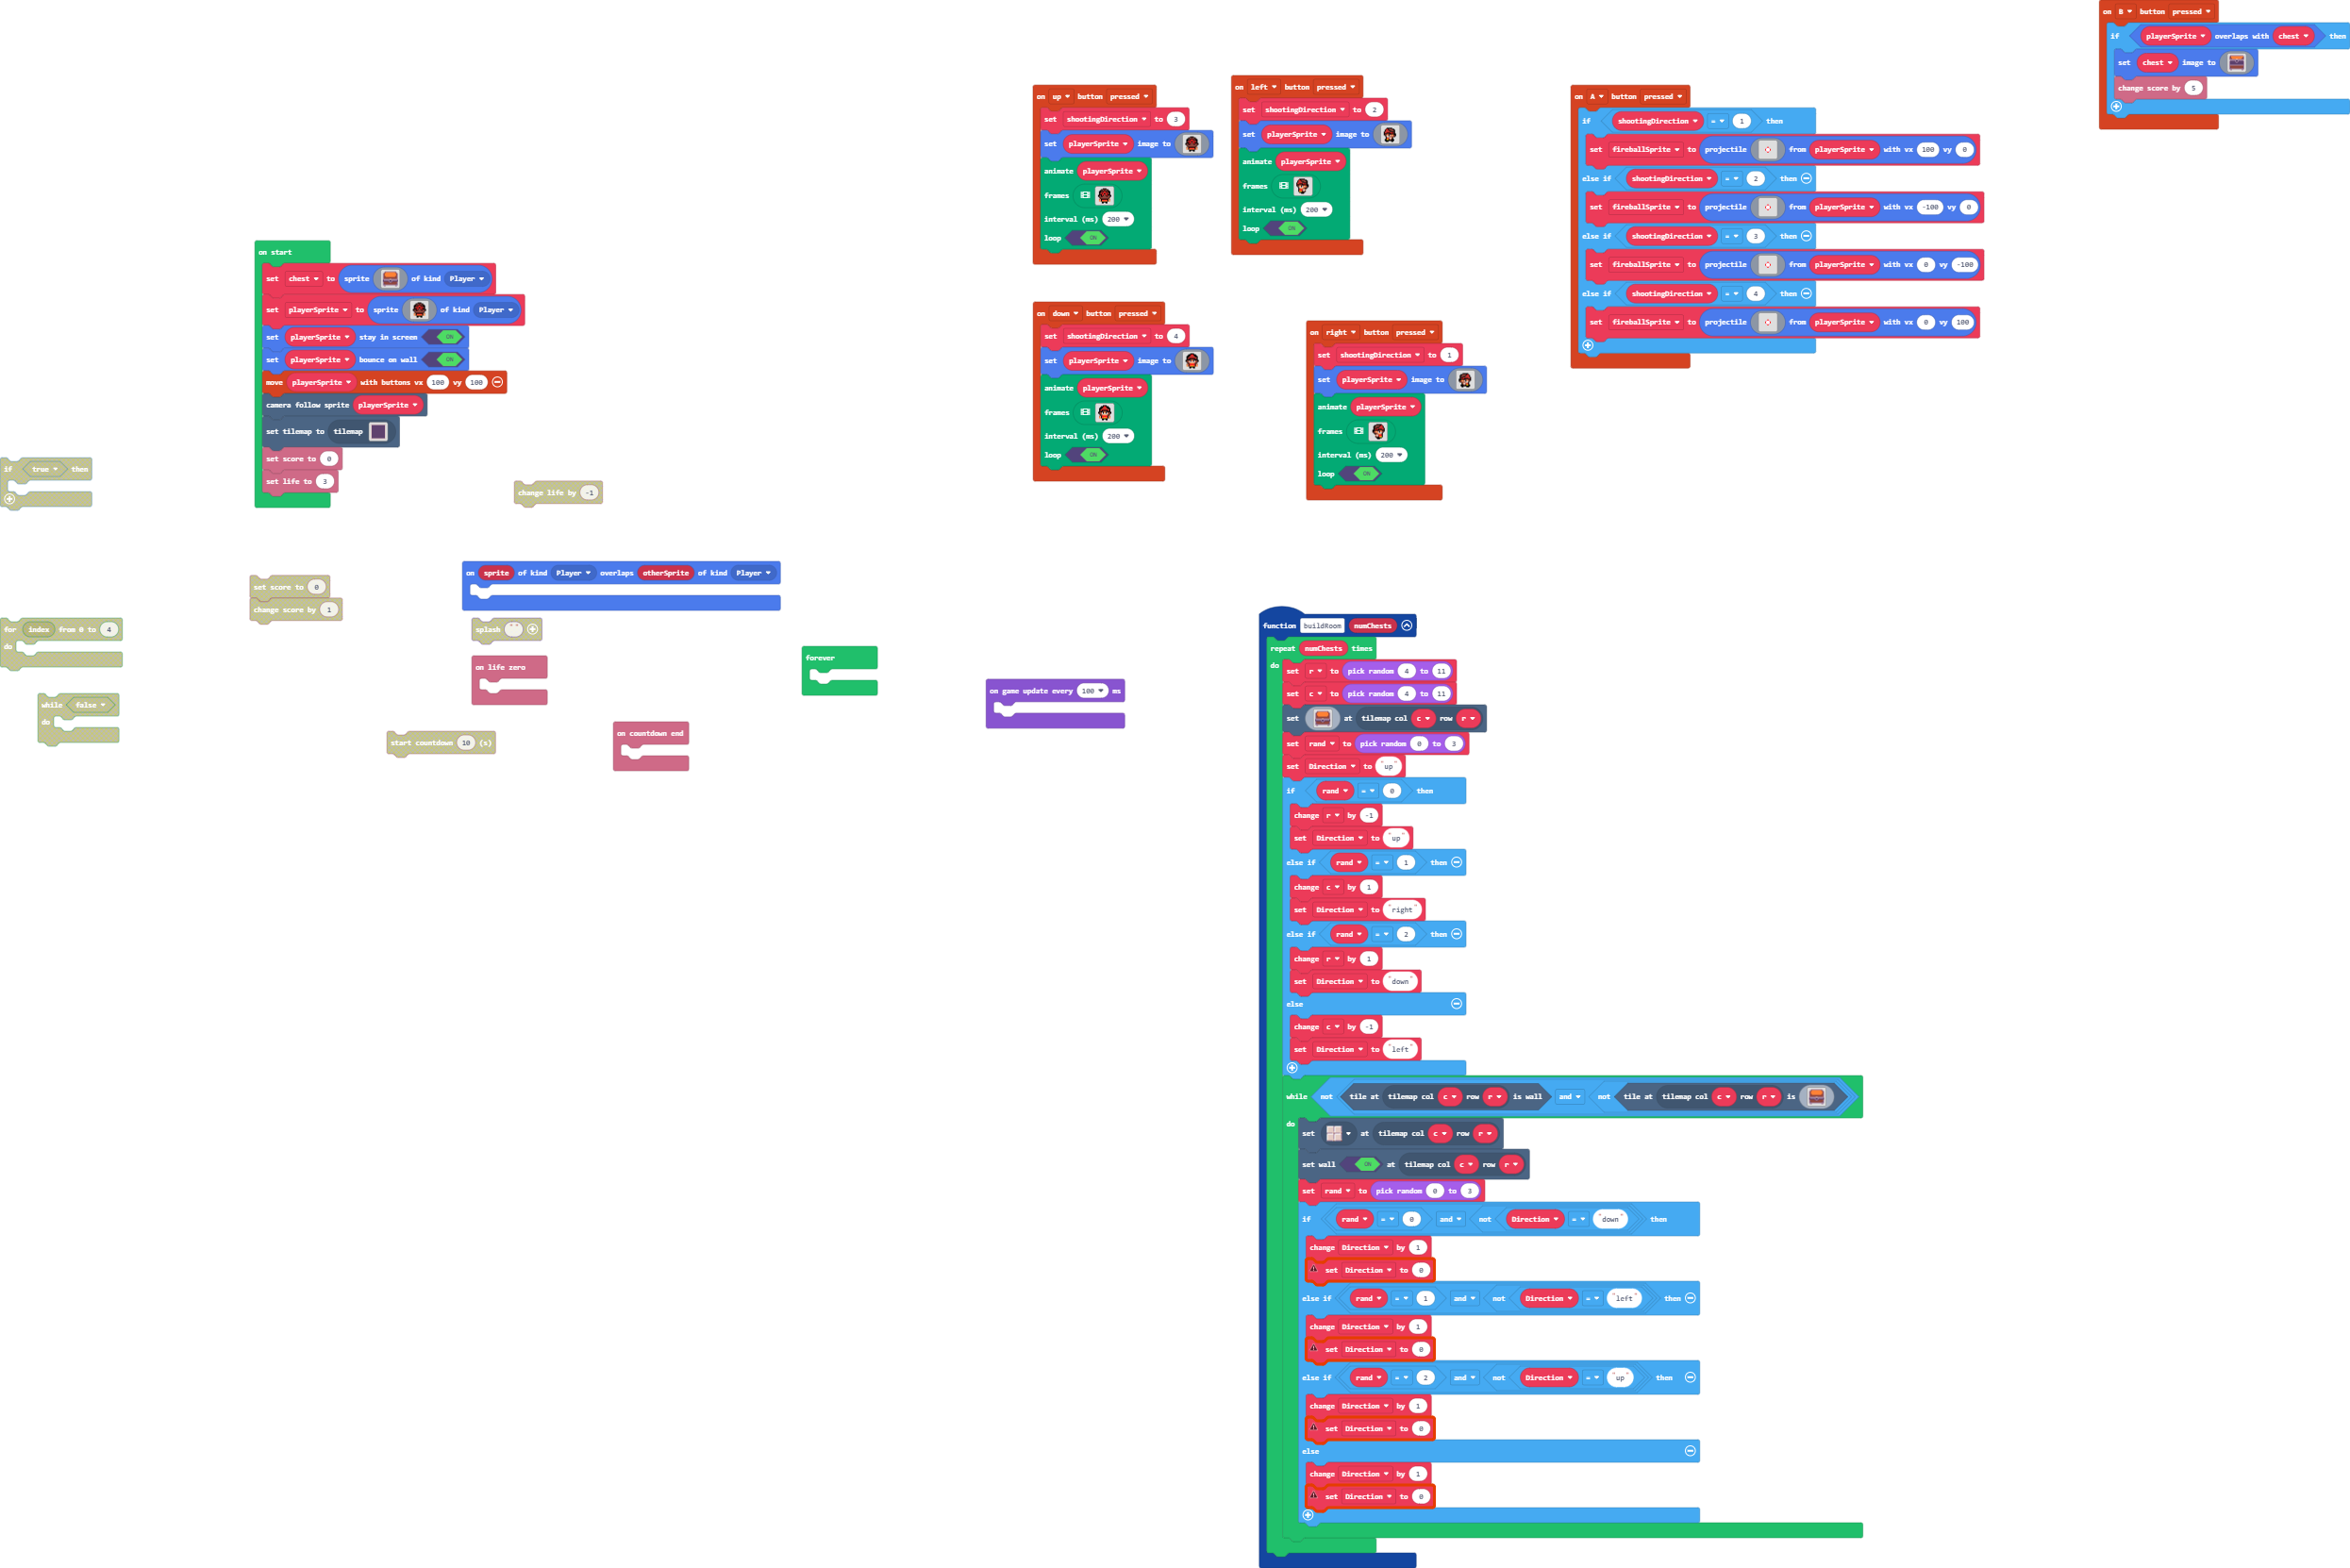 on B button pressed
if playerSprite overlaps with chest then
set chest image to
change score by 5
on up button pressed
set shootingDirection to 3
set playerSprite image to
animate playerSprite
frames
interval (ms) 200
loop ON
on left button pressed
set shootingDirection to 2
set playerSprite image to
animate playerSprite
frames
interval (ms) 200
loop ON
on A button pressed
if shootingDirection = 1 then
set fireballSprite to projectile from playerSprite with vx 100 vy 0
else if shootingDirection = 2 then
set fireballSprite to projectile from playerSprite with vx -100 vy 0
else if shootingDirection = 3 then
set fireballSprite to projectile from playerSprite with vx 0 vy -100
else if shootingDirection = 4 then
set fireballSprite to projectile from playerSprite with vx 0 vy 100
on start
set chest to sprite of kind Player
set playerSprite to sprite of kind Player
set playerSprite stay in screen ON
set playerSprite bounce on wall ON
move playerSprite with buttons vx 100 vy 100
camera follow sprite playerSprite
set tilemap to tilemap
set score to 0
set life to 3
on down button pressed
set shootingDirection to 4
set playerSprite image to
animate playerSprite
frames
interval (ms) 200
loop ON
on right button pressed
set shootingDirection to 1
set playerSprite image to
animate playerSprite
frames
interval (ms) 200
loop ON
if true then
change life by -1
set score to 0
change score by 1
on sprite of kind Player overlaps otherSprite of kind Player
for index from 0 to 4
do
splash " "
on life zero
forever
on game update every 100 ms
while false
do
start countdown 10 (s)
on countdown end
function buildRoom numChests
repeat numChests times
do
set r to pick random 4 to 11
set c to pick random 4 to 11
set at tilemap col c row r
set rand to pick random 0 to 3
set Direction to "up"
if rand = 0 then
change r by -1
set Direction to "up"
else if rand = 1 then
change c by 1
set Direction to "right"
else if rand = 2 then
change r by 1
set Direction to "down"
else
change c by -1
set Direction to "left"
while not tile at tilemap col c row r is wall and not tile at tilemap col c row r is
do
set at tilemap col c row r
set wall ON at tilemap col c row r
set rand to pick random 0 to 3
if rand = 0 and not Direction = "down" then
change Direction by 1
set Direction to 0
else if rand = 1 and not Direction = "left" then
change Direction by 1
set Direction to 0
else if rand = 2 and not Direction = "up" then
change Direction by 1
set Direction to 0
else
change Direction by 1
set Direction to 0